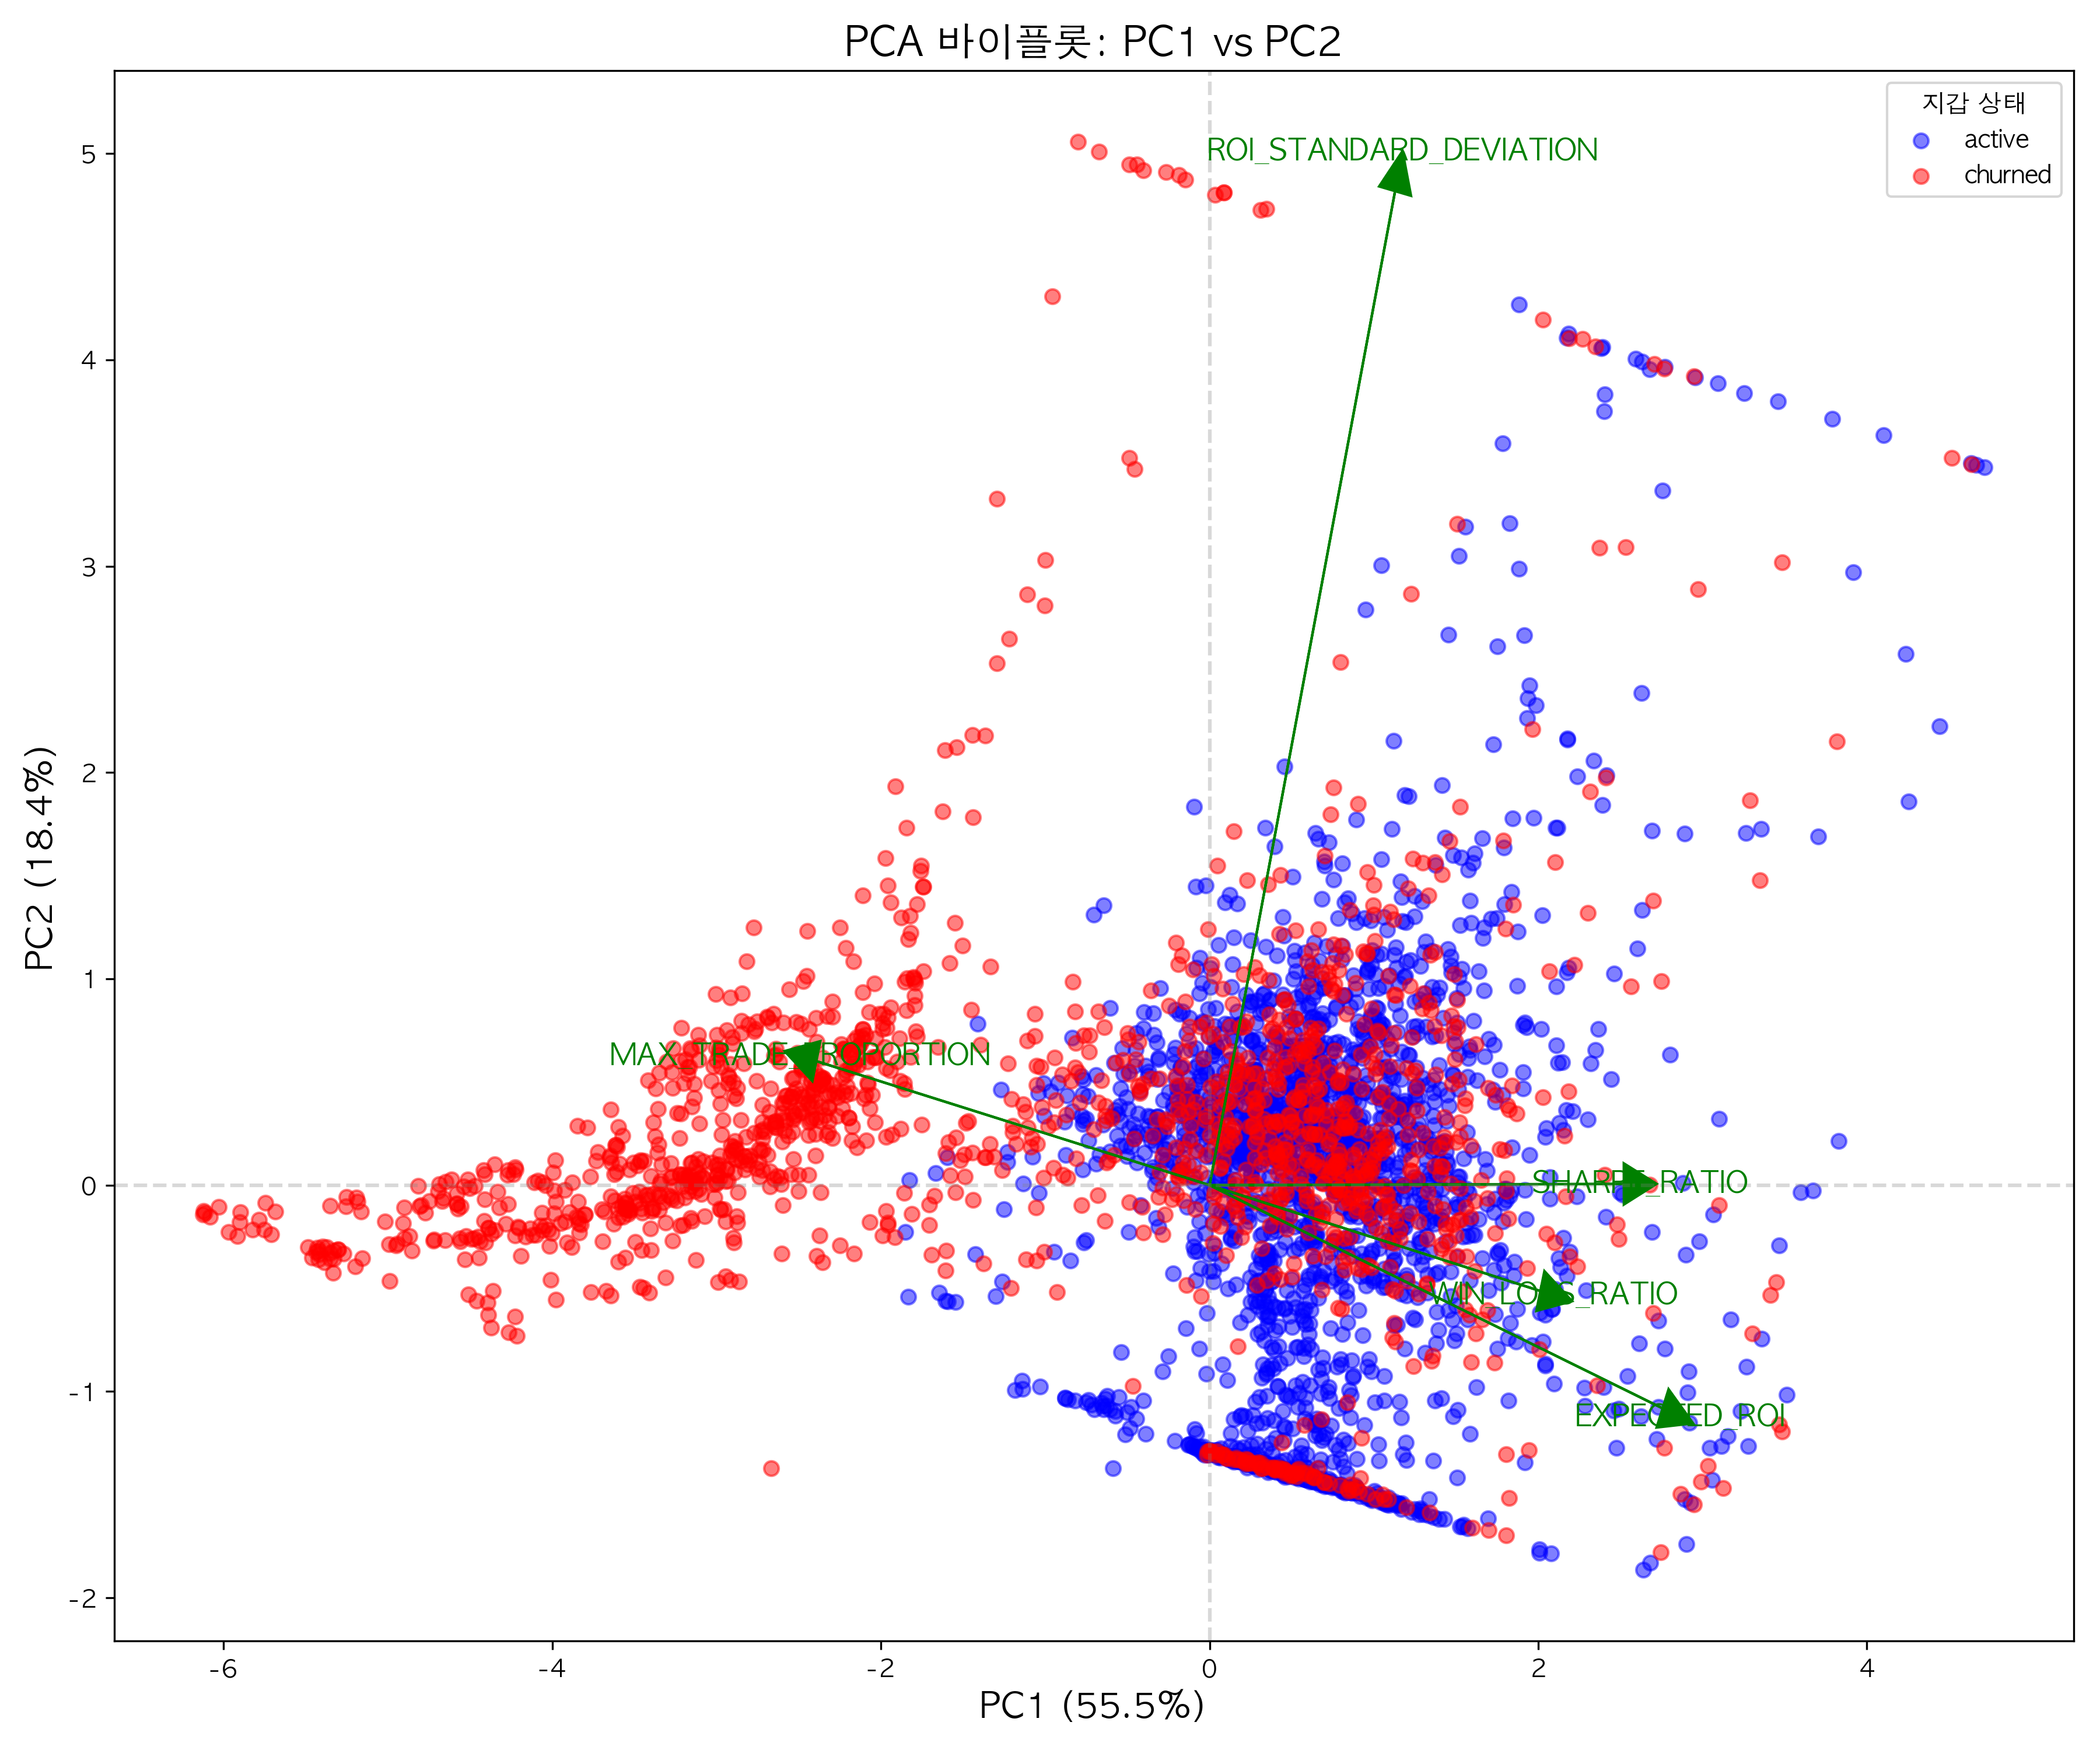 PCA 바이플롯: PC1 vs PC2
지갑 상태
active
churned
ROI_STANDARD_DEVIATION
MAX_TRADE_PROPORTION
SHARPE_RATIO
WIN_LOSS_RATIO
EXPECTED_ROI
PC2 (18.4%)
5
4
3
2
1
0
-1
-2
-6
-4
-2
0
2
4
PC1 (55.5%)